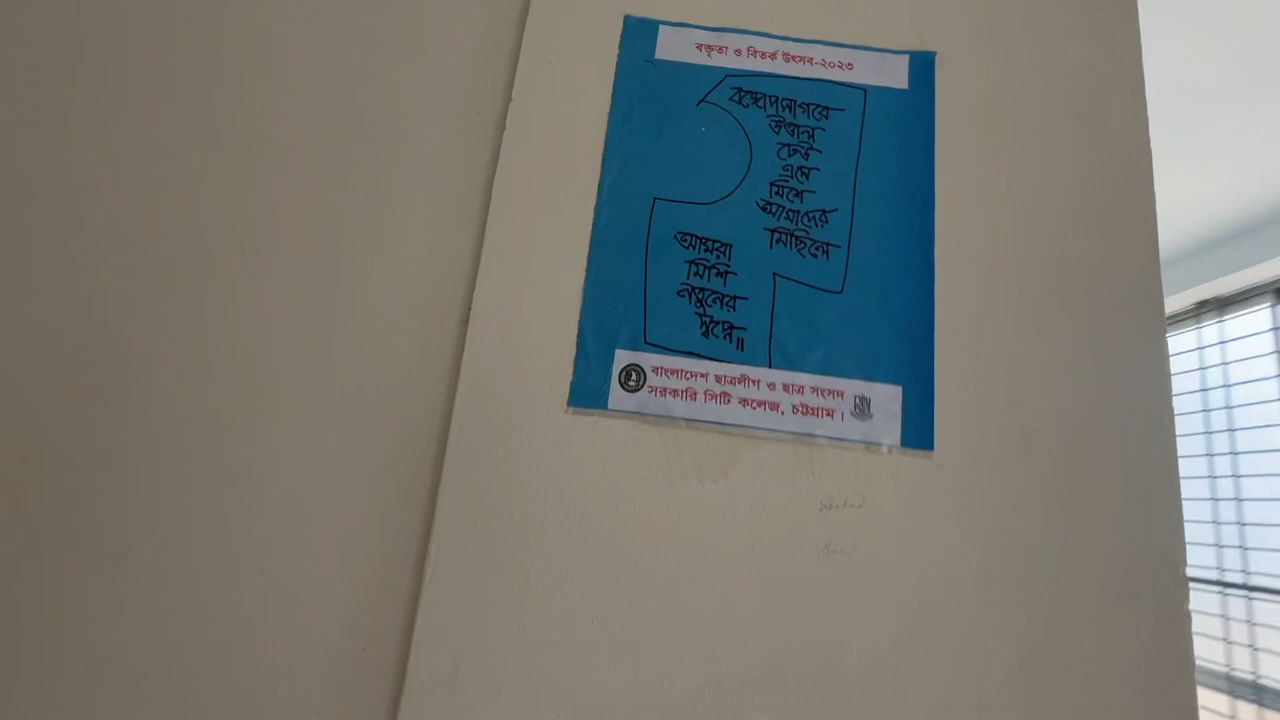 বক্তৃতা ও বিতর্ক উৎসব-২০২৩
বঙ্গোপসাগরে
উত্তাল
ঢেউ
এসে
মিশে
আমাদের
মিছিলে
আমরা
মিশি
নতুনের
স্বপ্নে॥
বাংলাদেশ ছাত্রলীগ ও ছাত্র সংসদ
সরকারি সিটি কলেজ, চট্টগ্রাম।